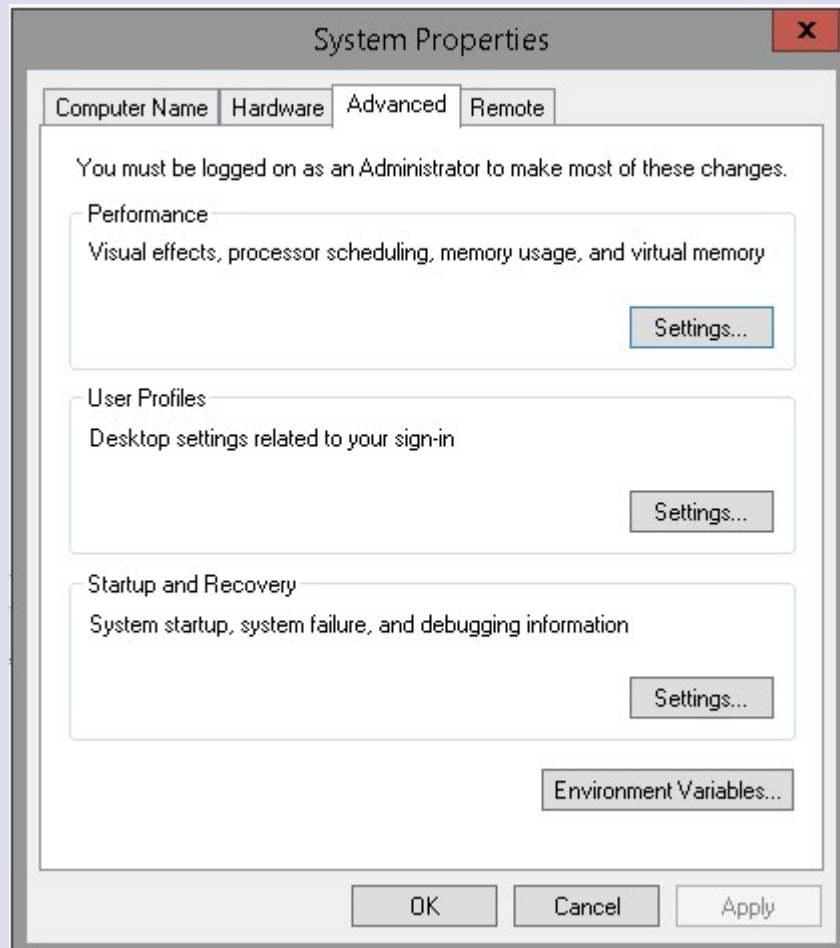 System Properties
x
Computer Name
Hardware
Advanced
Remote
You must be logged on as an Administrator to make most of these changes.
Performance
Visual effects, processor scheduling, memory usage, and virtual memory
Settings...
User Profiles
Desktop settings related to your sign-in
Settings...
Startup and Recovery
System startup, system failure, and debugging information
Settings...
Environment Variables...
OK
Cancel
Apply